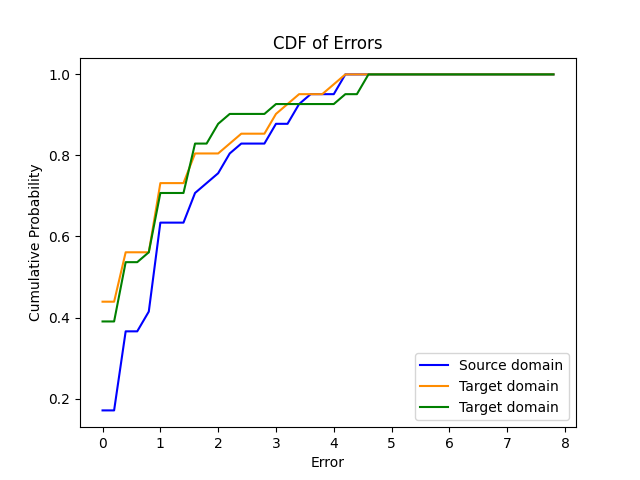 CDF of Errors
1.0
0.8
0.6
0.4
0.2
Cumulative Probability
0 1 2 3 4 5 6 7 8
Error
Source domain
Target domain
Target domain